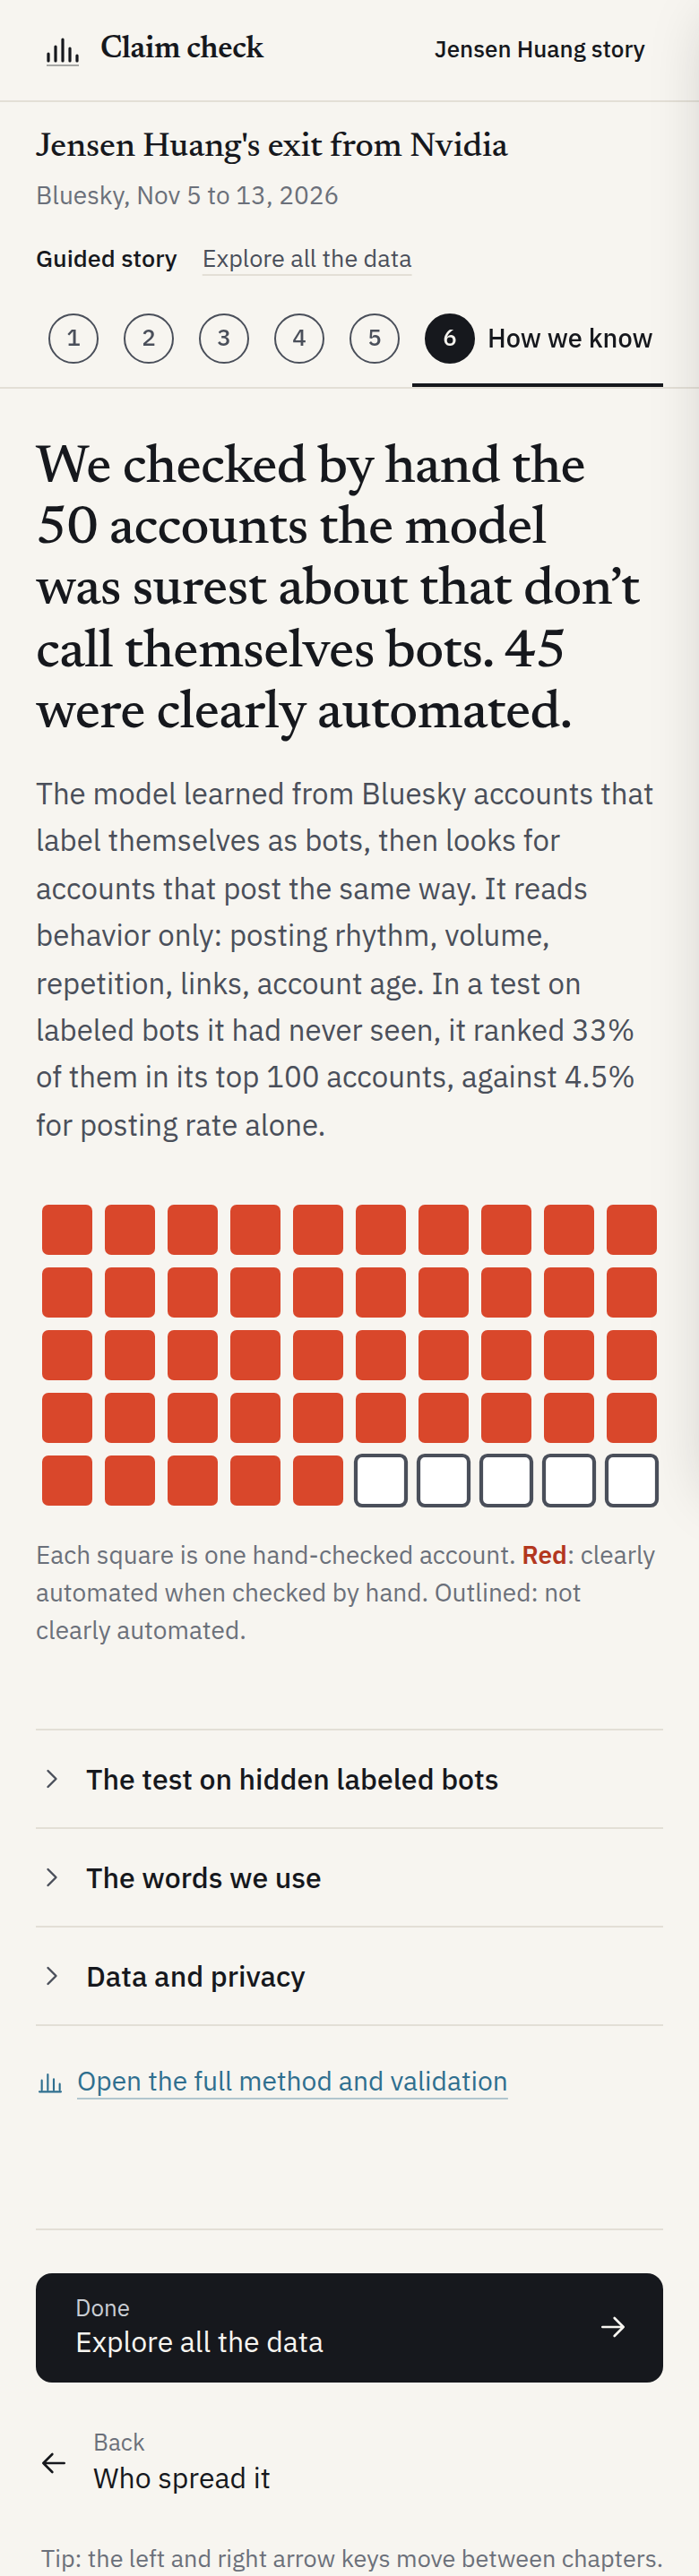 Claim check
Jensen Huang story
Jensen Huang's exit from Nvidia
Bluesky, Nov 5 to 13, 2026
Guided story Explore all the data
1 2 3 4 5 6 How we know
We checked by hand the
50 accounts the model
was surest about that don’t
call themselves bots. 45
were clearly automated.
The model learned from Bluesky accounts that
label themselves as bots, then looks for
accounts that post the same way. It reads
behavior only: posting rhythm, volume,
repetition, links, account age. In a test on
labeled bots it had never seen, it ranked 33%
of them in its top 100 accounts, against 4.5%
for posting rate alone.
Each square is one hand-checked account. Red: clearly
automated when checked by hand. Outlined: not
clearly automated.
The test on hidden labeled bots
The words we use
Data and privacy
Open the full method and validation
Done
Explore all the data
Back
Who spread it
Tip: the left and right arrow keys move between chapters.